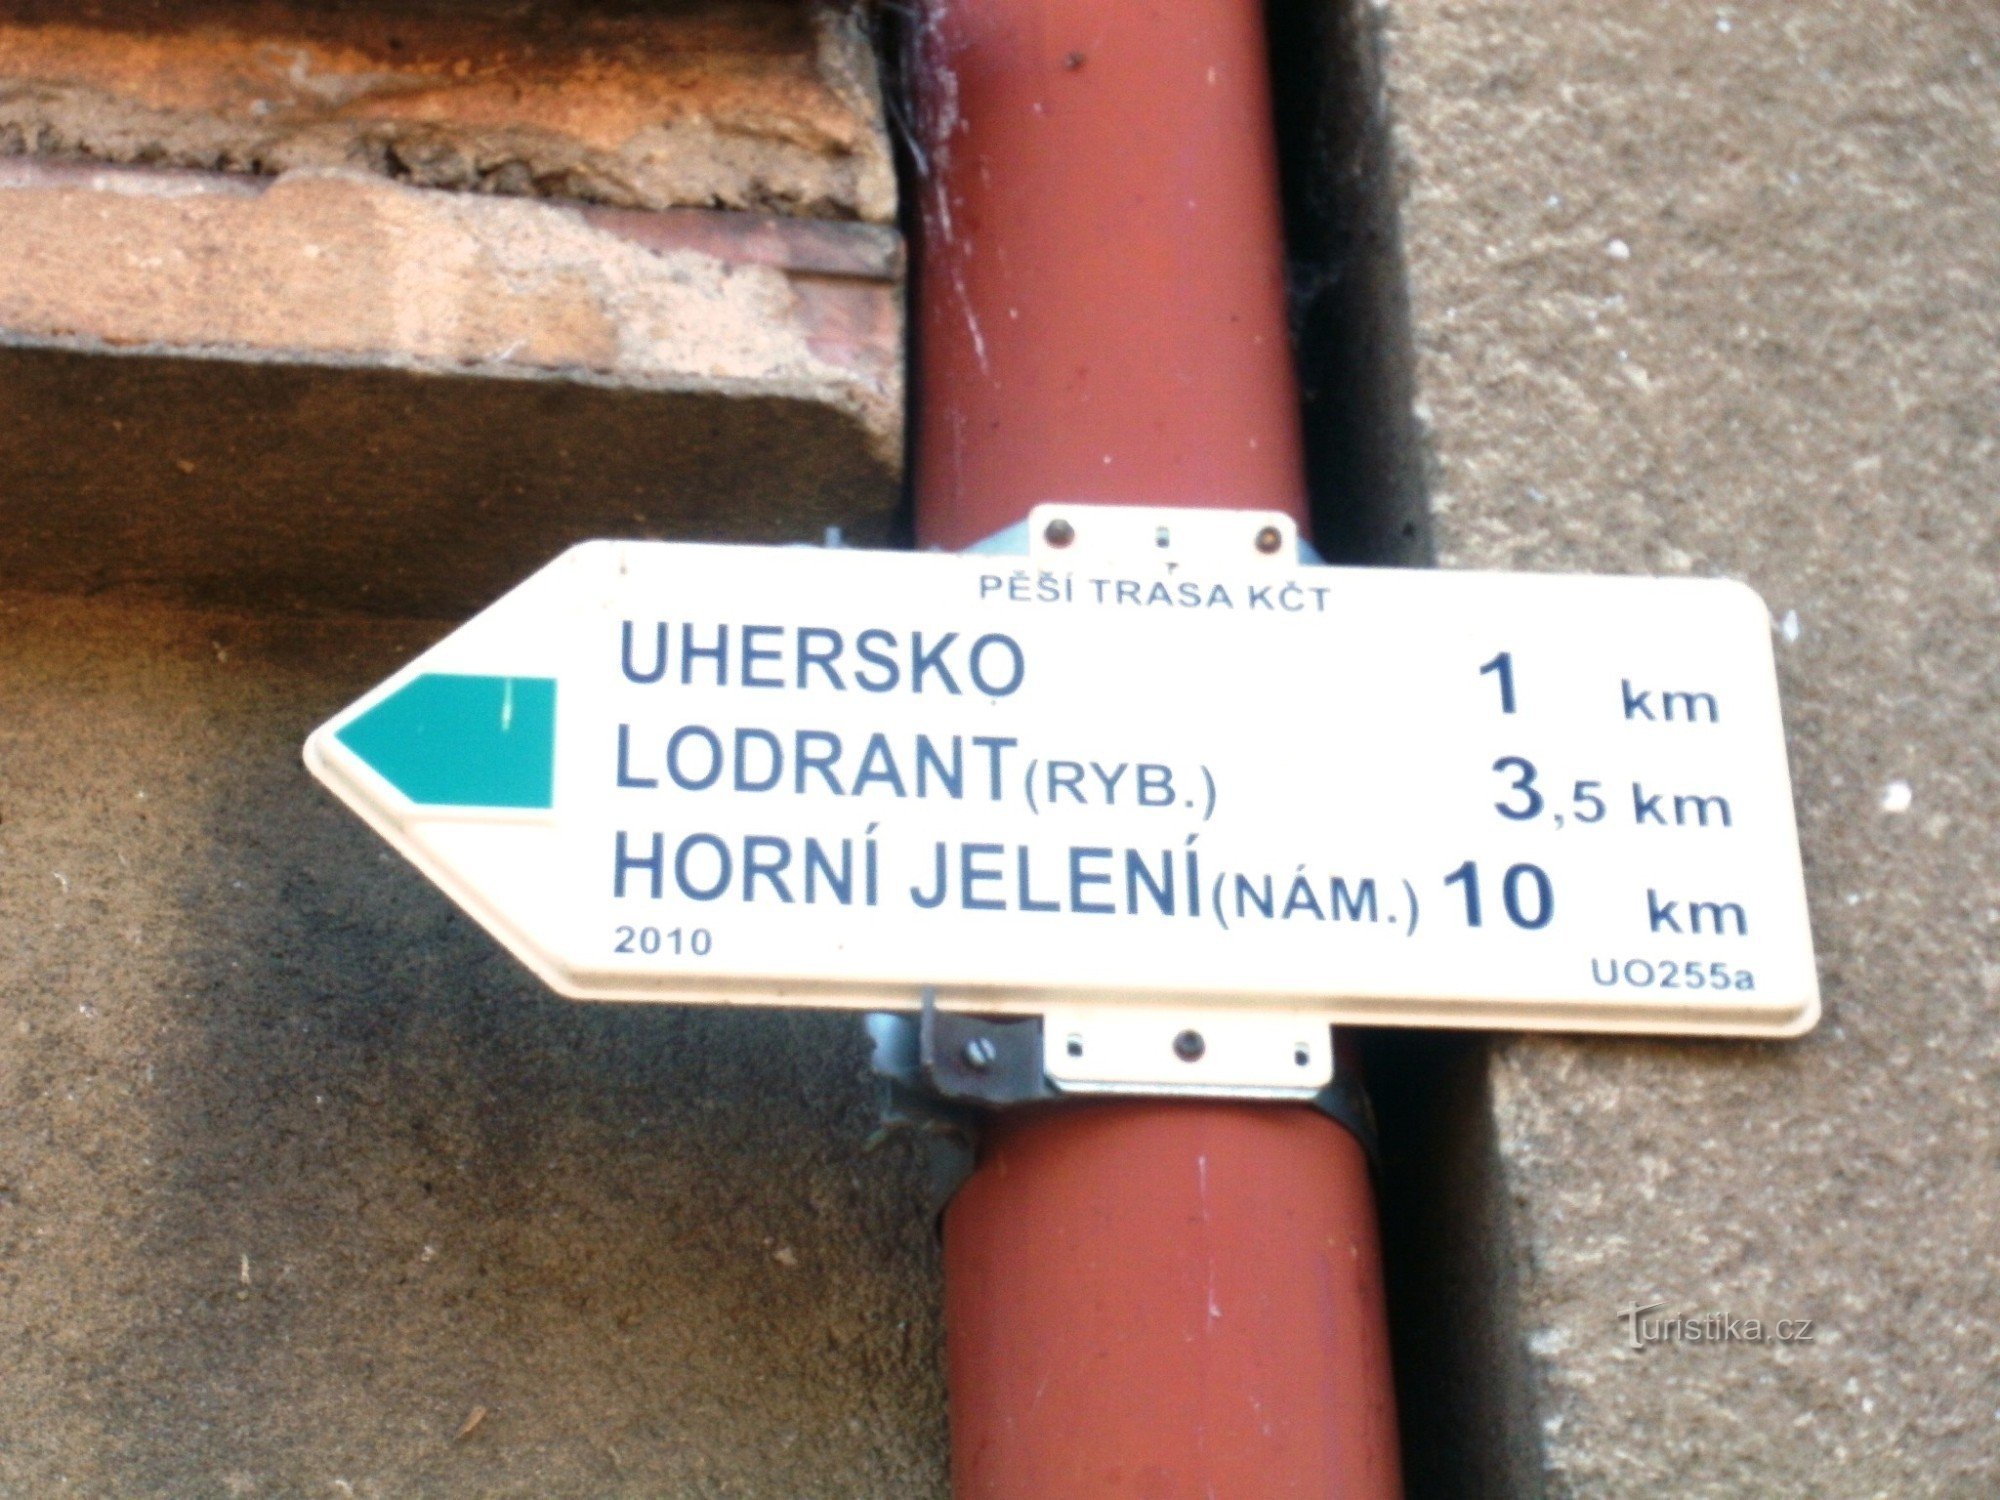 PĚŠÍ TRASA KČT
UHERSKO 1 km
LODRANT(RYB.) 3,5 km
HORNÍ JELENÍ(NÁM.) 10 km
2010 UO255a
Turistika.cz